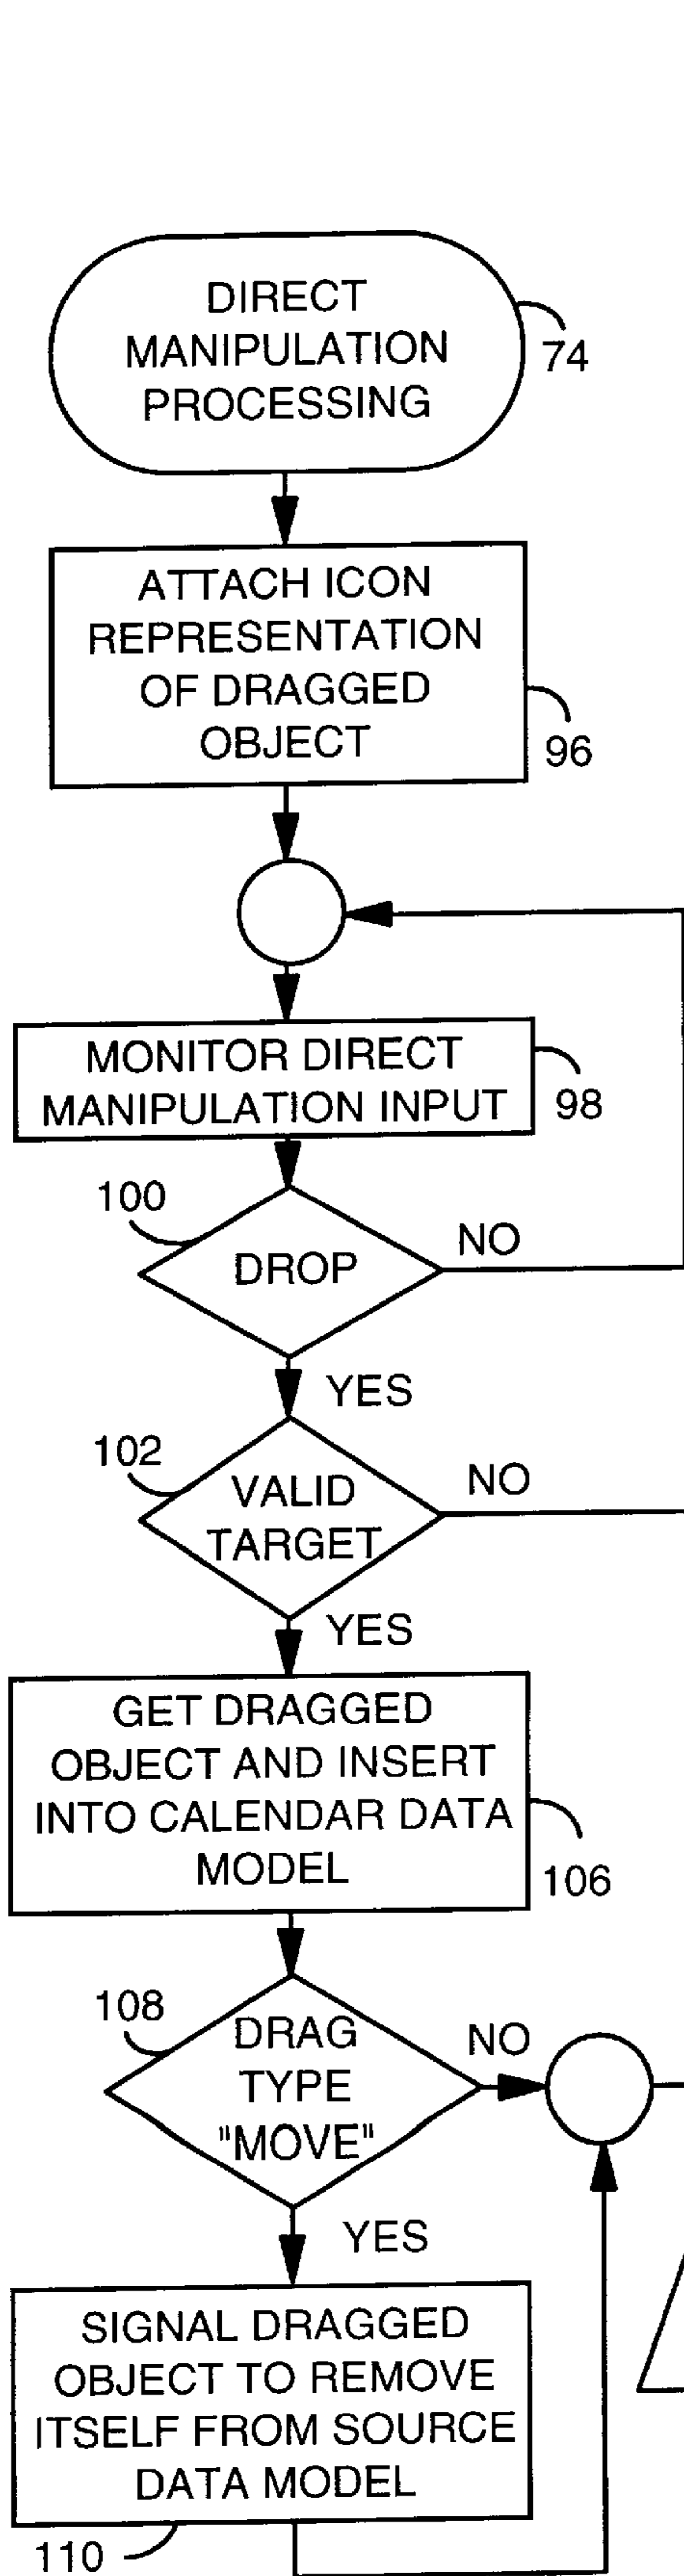 DIRECT
MANIPULATION
PROCESSING
74
ATTACH ICON
REPRESENTATION
OF DRAGGED
OBJECT
96
MONITOR DIRECT
MANIPULATION INPUT
98
100
DROP
NO
YES
102
VALID
TARGET
NO
YES
GET DRAGGED
OBJECT AND INSERT
INTO CALENDAR DATA
MODEL
106
108
DRAG
TYPE
"MOVE"
NO
YES
SIGNAL DRAGGED
OBJECT TO REMOVE
ITSELF FROM SOURCE
DATA MODEL
110